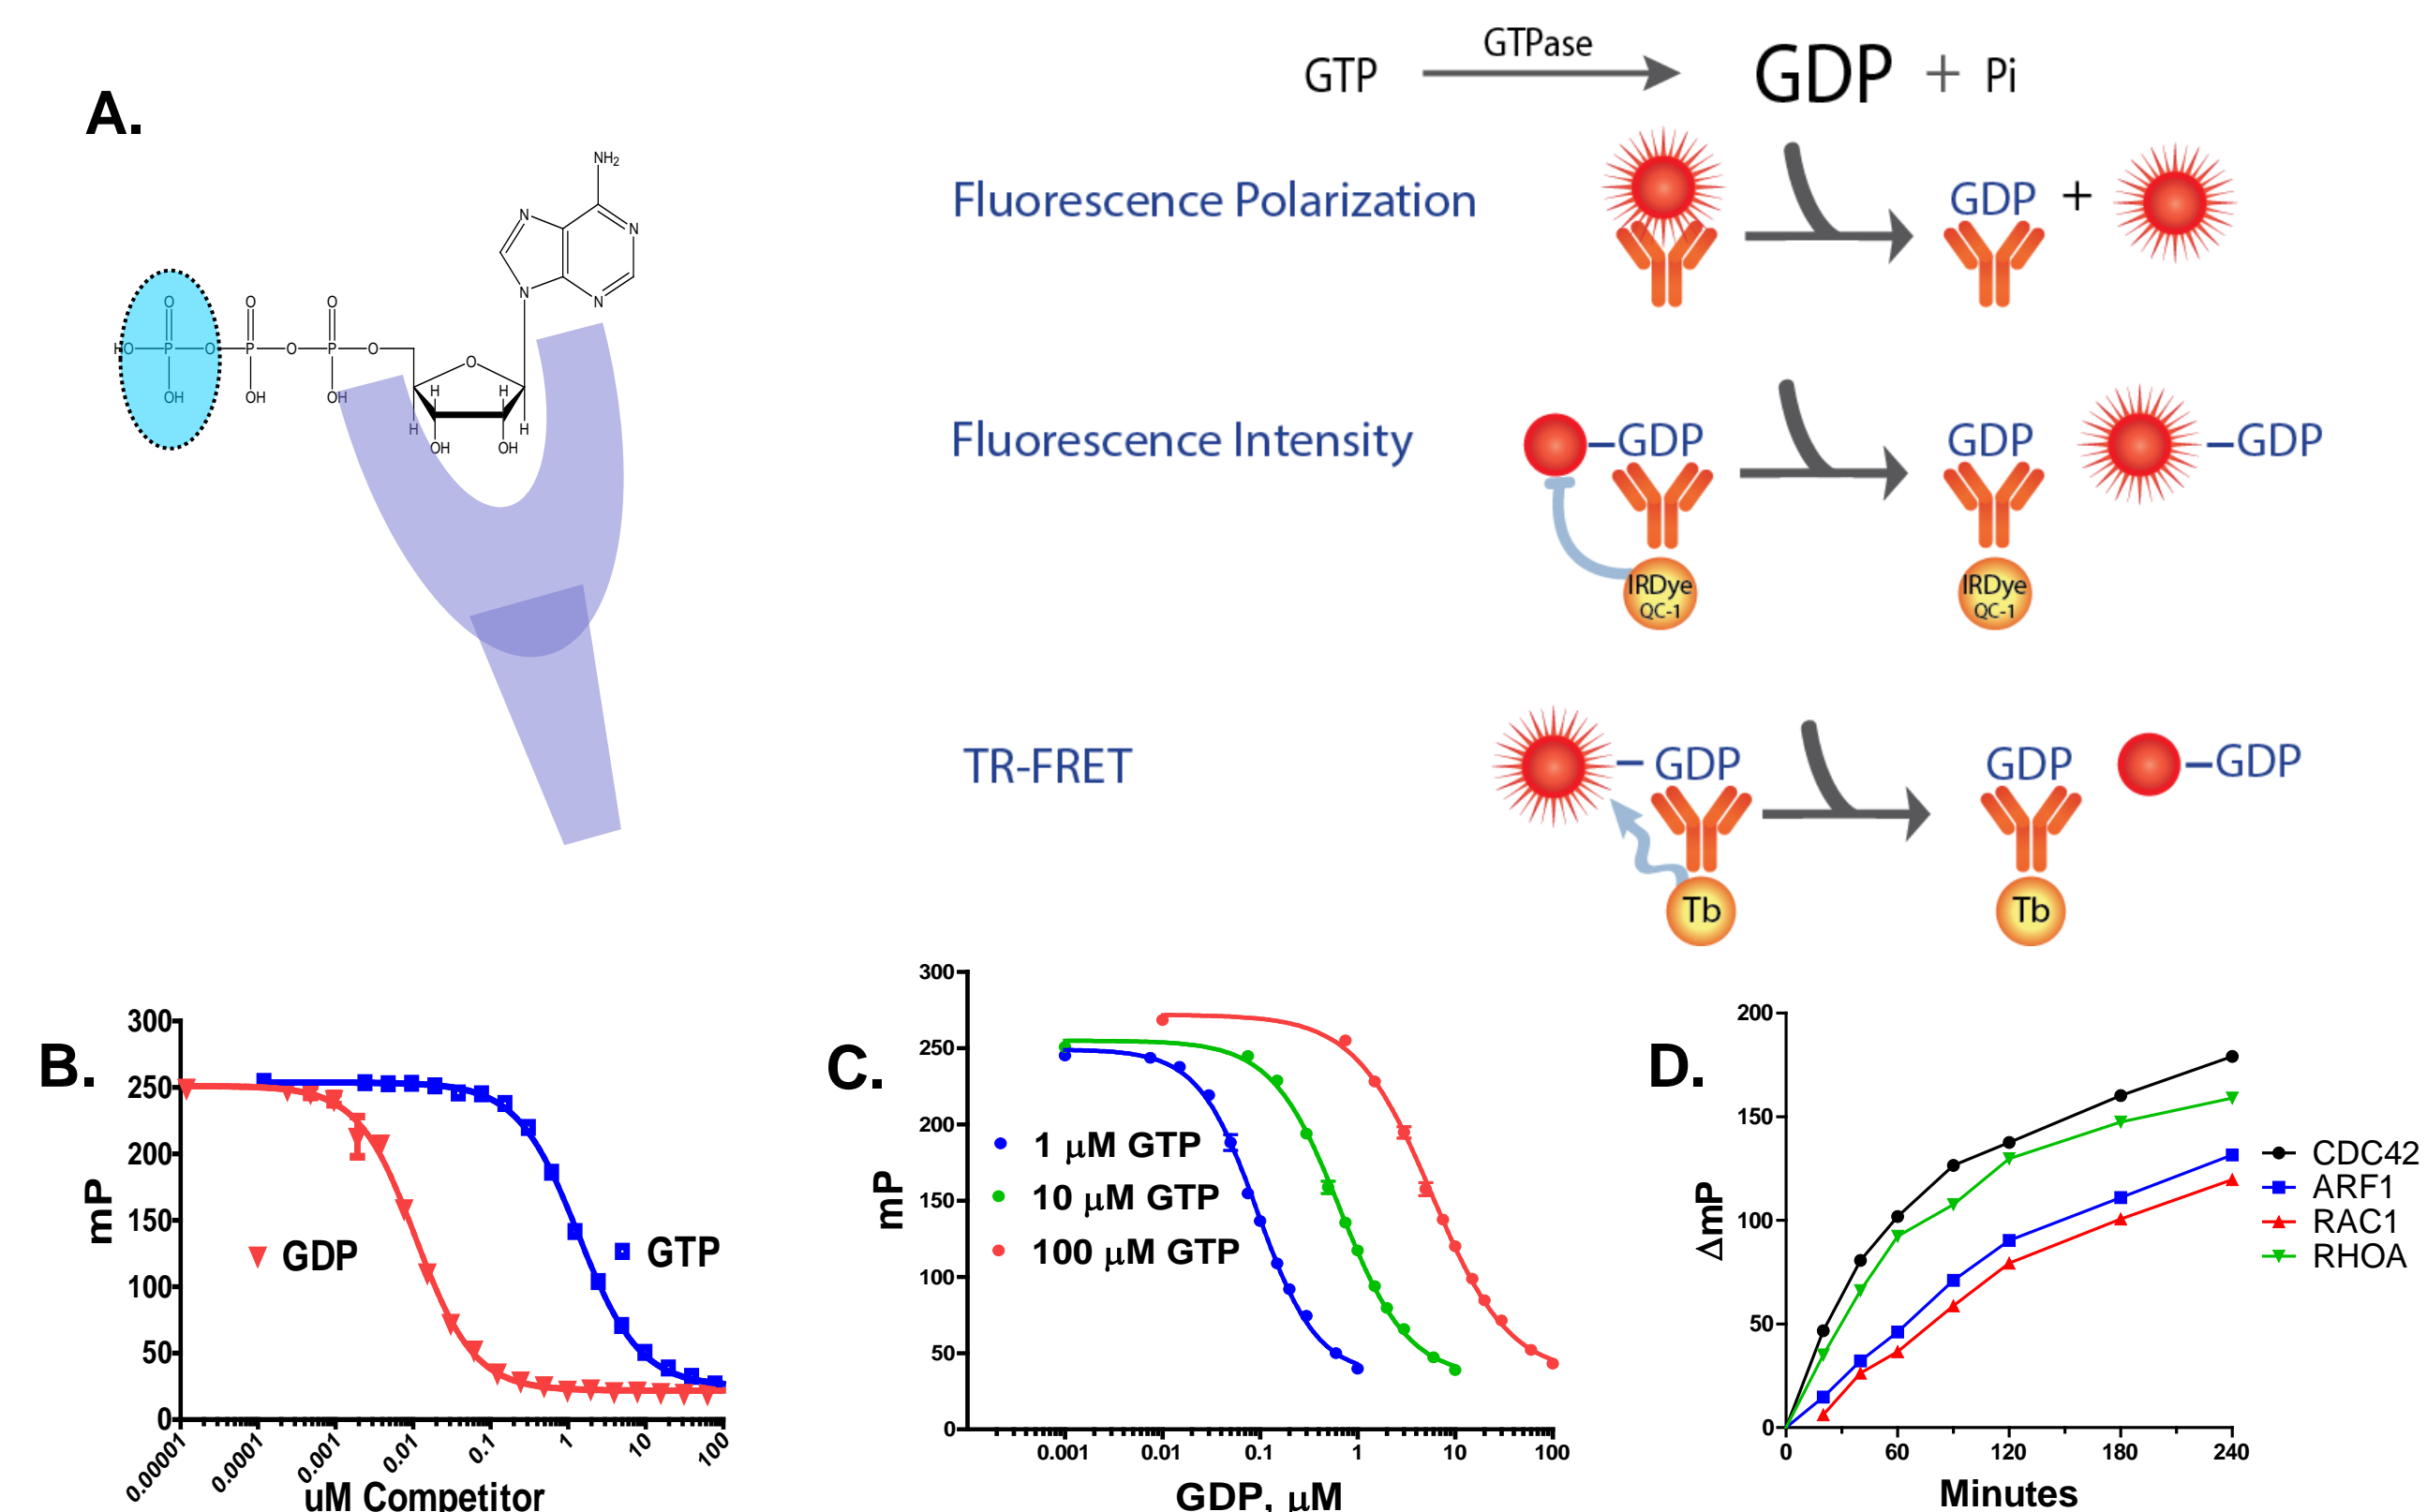 A.
NH2
N
N
N
N
O
O
O
HO
P
O
P
O
P
O
O
OH
OH
OH
H
H
H
H
OH
OH
GTP
GTPase
GDP + Pi
Fluorescence Polarization
GDP +
Fluorescence Intensity
–GDP
GDP
–GDP
IRDye
QC-1
IRDye
QC-1
TR-FRET
– GDP
GDP
–GDP
Tb
Tb
B.
300
250
200
150
100
50
0
mP
GDP
GTP
0.00001
0.0001
0.001
0.01
0.1
1
10
100
uM Competitor
C.
300
250
200
150
100
50
0
mP
1 μM GTP
10 μM GTP
100 μM GTP
0.001
0.01
0.1
1
10
100
GDP, μM
D.
200
150
100
50
0
ΔmP
0
60
120
180
240
Minutes
CDC42
ARF1
RAC1
RHOA